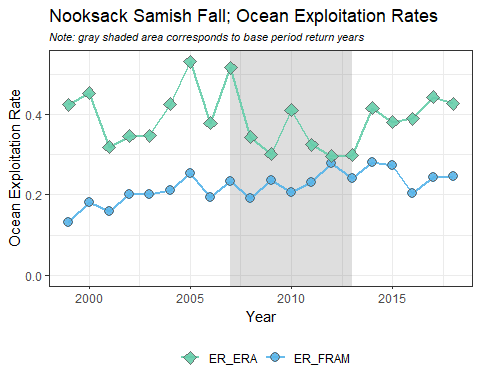 Nooksack Samish Fall; Ocean Exploitation Rates
Note: gray shaded area corresponds to base period return years
Ocean Exploitation Rate
0.4
0.2
0.0
2000
2005
2010
2015
Year
ER_ERA
ER_FRAM